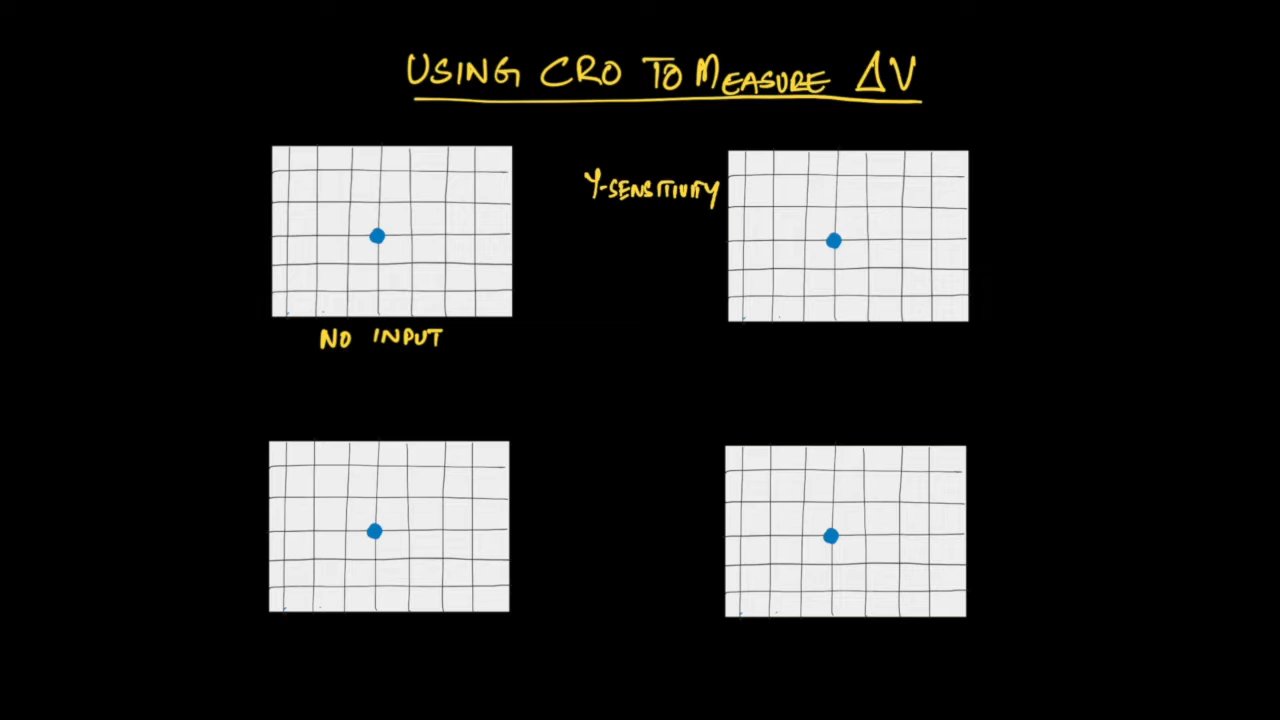 USING CRO TO MEASURE ΔV
Y-SENSITIVITY
NO INPUT